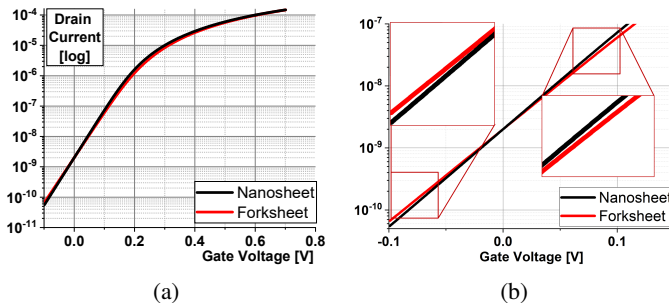 Drain
Current
[log]
10⁻⁴
10⁻⁵
10⁻⁶
10⁻⁷
10⁻⁸
10⁻⁹
10⁻¹⁰
10⁻¹¹
Nanosheet
Forksheet
0.0 0.2 0.4 0.6 0.8
Gate Voltage [V]
(a)
10⁻⁷
10⁻⁸
10⁻⁹
10⁻¹⁰
Nanosheet
Forksheet
-0.1 0.0 0.1
Gate Voltage [V]
(b)